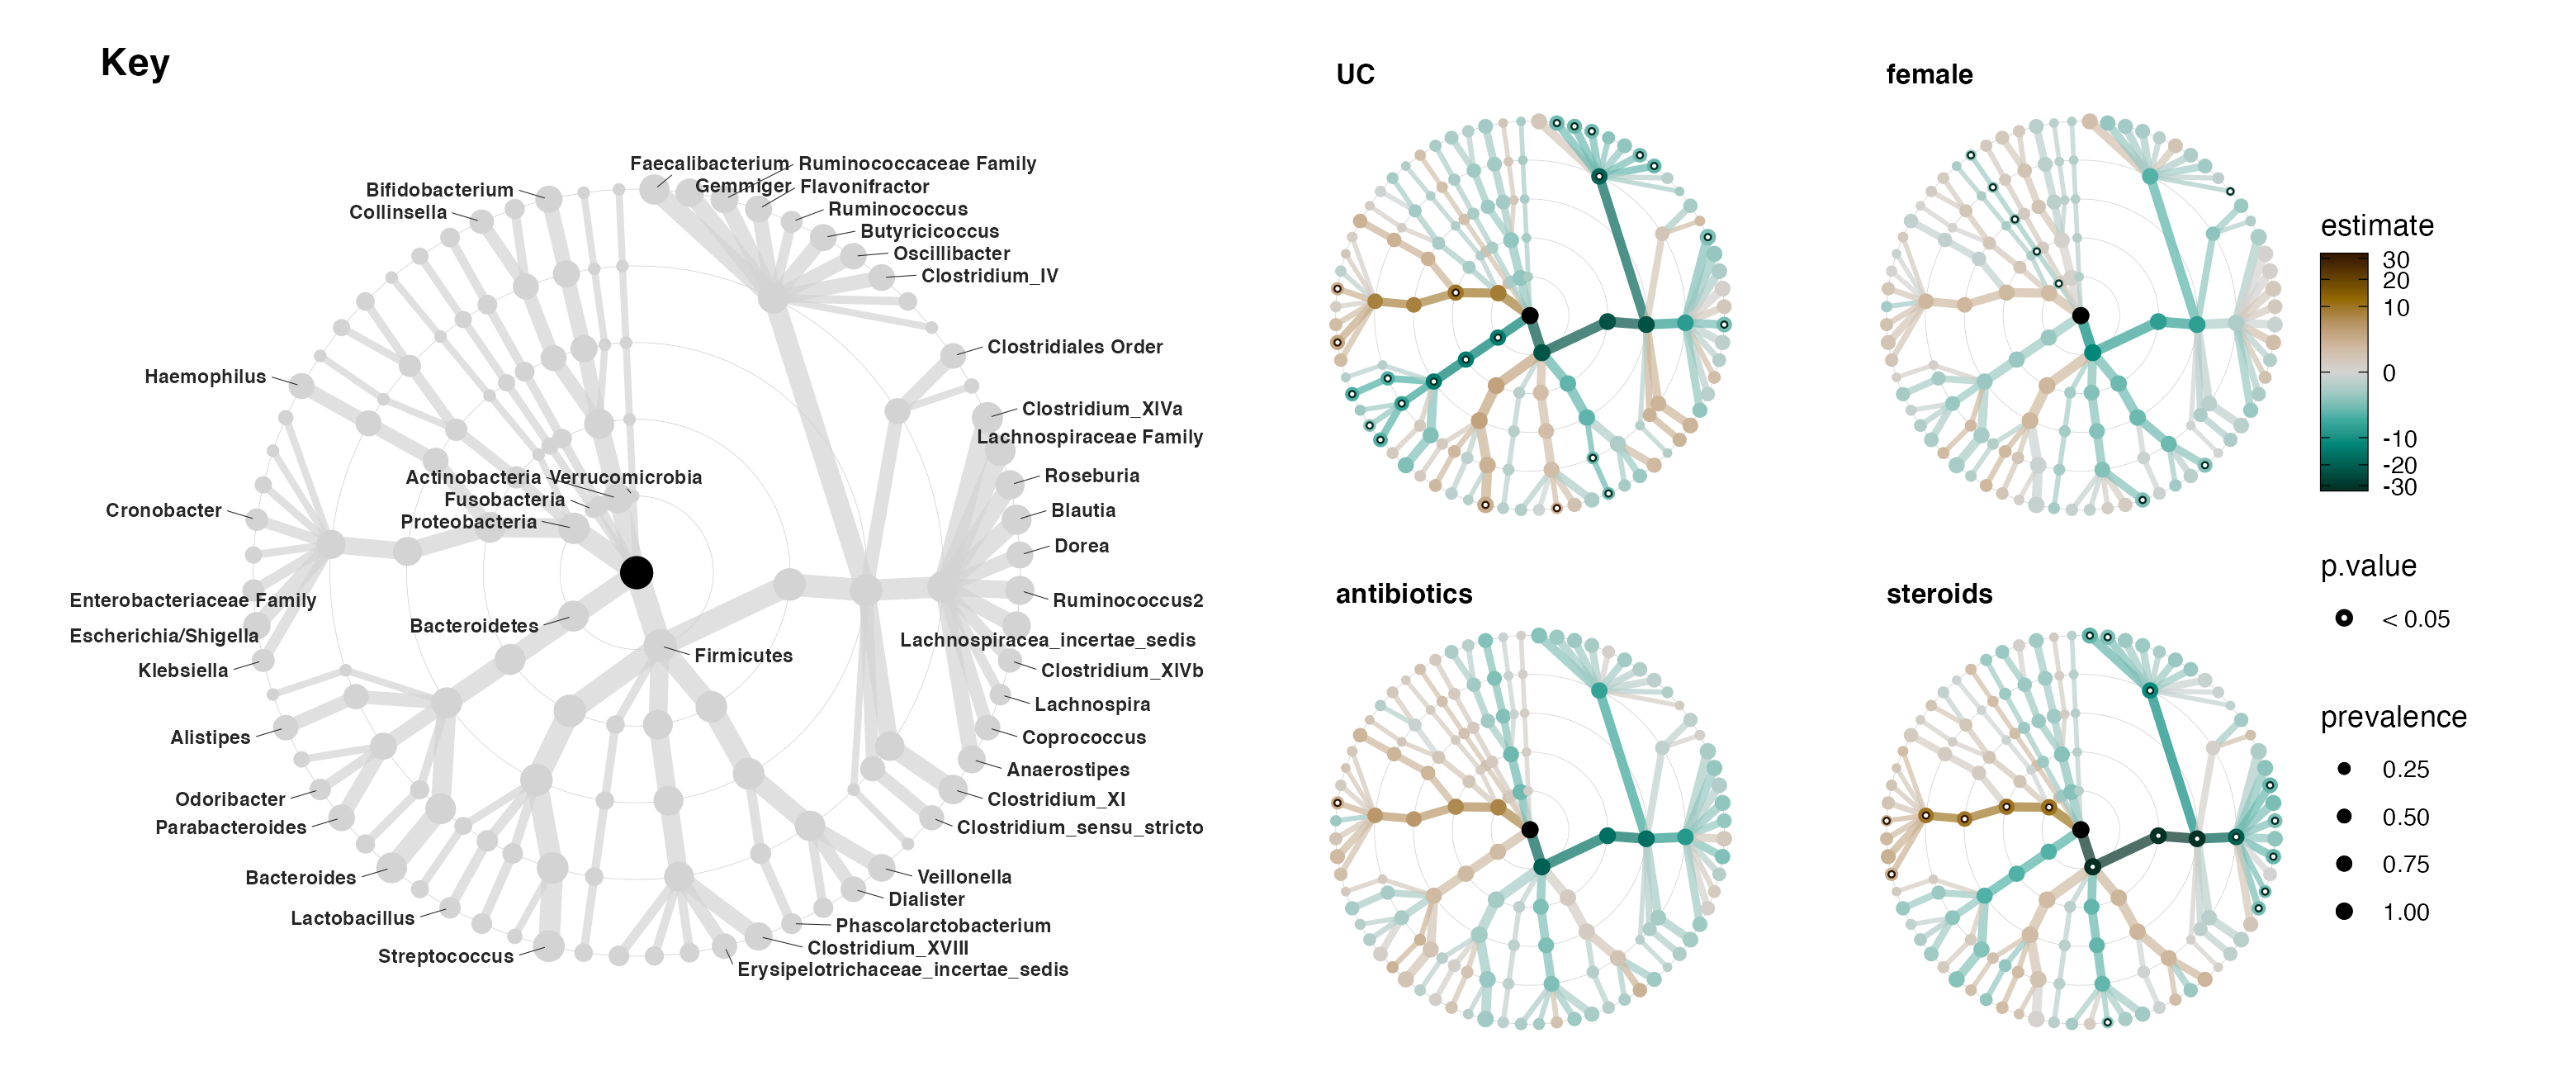 Key
Faecalibacterium
Ruminococcaceae Family
Gemmiger
Flavonifractor
Ruminococcus
Butyricicoccus
Oscillibacter
Clostridium_IV
Bifidobacterium
Collinsella
Clostridiales Order
Haemophilus
Clostridium_XIVa
Lachnospiraceae Family
Actinobacteria
Verrucomicrobia
Fusobacteria
Proteobacteria
Roseburia
Cronobacter
Blautia
Dorea
Enterobacteriaceae Family
Ruminococcus2
Escherichia/Shigella
Bacteroidetes
Lachnospiracea_incertae_sedis
Klebsiella
Firmicutes
Clostridium_XIVb
Lachnospira
Alistipes
Coprococcus
Anaerostipes
Odoribacter
Clostridium_XI
Parabacteroides
Clostridium_sensu_stricto
Bacteroides
Veillonella
Dialister
Lactobacillus
Phascolarctobacterium
Streptococcus
Clostridium_XVIII
Erysipelotrichaceae_incertae_sedis
UC
female
antibiotics
steroids
estimate
30
20
10
0
-10
-20
-30
p.value
< 0.05
prevalence
0.25
0.50
0.75
1.00